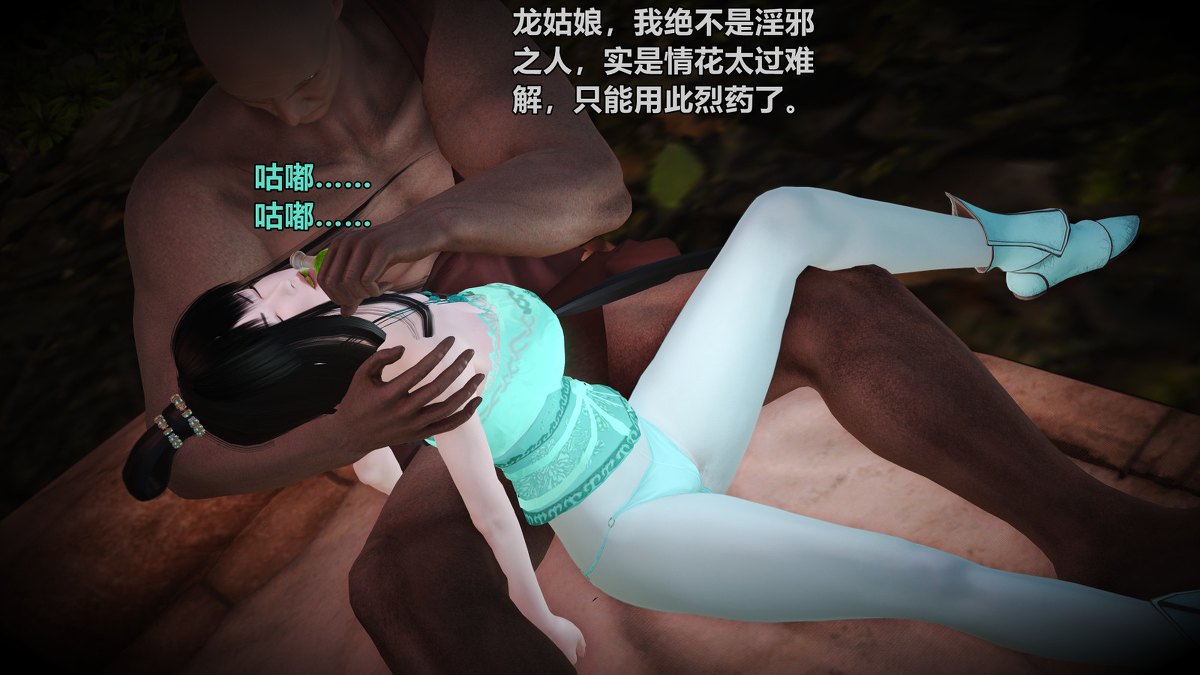 龙姑娘，我绝不是淫邪
之人，实是情花太过难
解，只能用此烈药了。
咕嘟……
咕嘟……